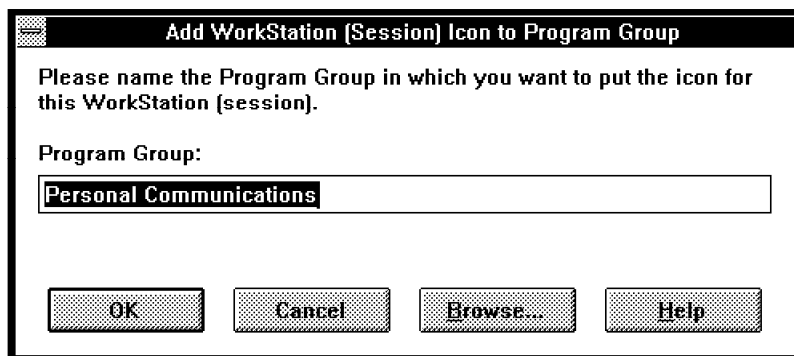 Add WorkStation (Session) Icon to Program Group
Please name the Program Group in which you want to put the icon for
this WorkStation (session).
Program Group:
Personal Communications
OK Cancel Browse... Help